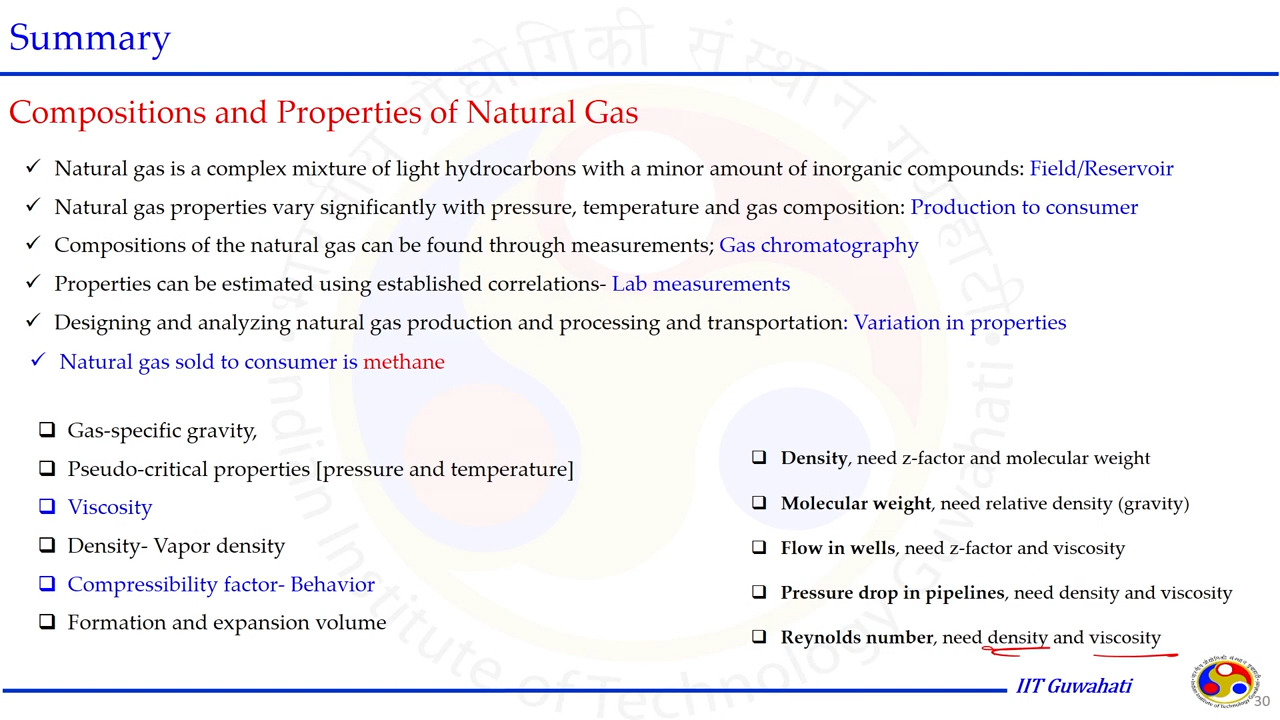 Summary
Compositions and Properties of Natural Gas
✓ Natural gas is a complex mixture of light hydrocarbons with a minor amount of inorganic compounds: Field/Reservoir
✓ Natural gas properties vary significantly with pressure, temperature and gas composition: Production to consumer
✓ Compositions of the natural gas can be found through measurements; Gas chromatography
✓ Properties can be estimated using established correlations- Lab measurements
✓ Designing and analyzing natural gas production and processing and transportation: Variation in properties
✓ Natural gas sold to consumer is methane
❑ Gas-specific gravity,
❑ Pseudo-critical properties [pressure and temperature]
❑ Viscosity
❑ Density- Vapor density
❑ Compressibility factor- Behavior
❑ Formation and expansion volume
❑ Density, need z-factor and molecular weight
❑ Molecular weight, need relative density (gravity)
❑ Flow in wells, need z-factor and viscosity
❑ Pressure drop in pipelines, need density and viscosity
❑ Reynolds number, need density and viscosity
IIT Guwahati
30
भारतीय प्रौद्योगिकी संस्थान गुवाहाटी
Indian Institute of Technology Guwahati